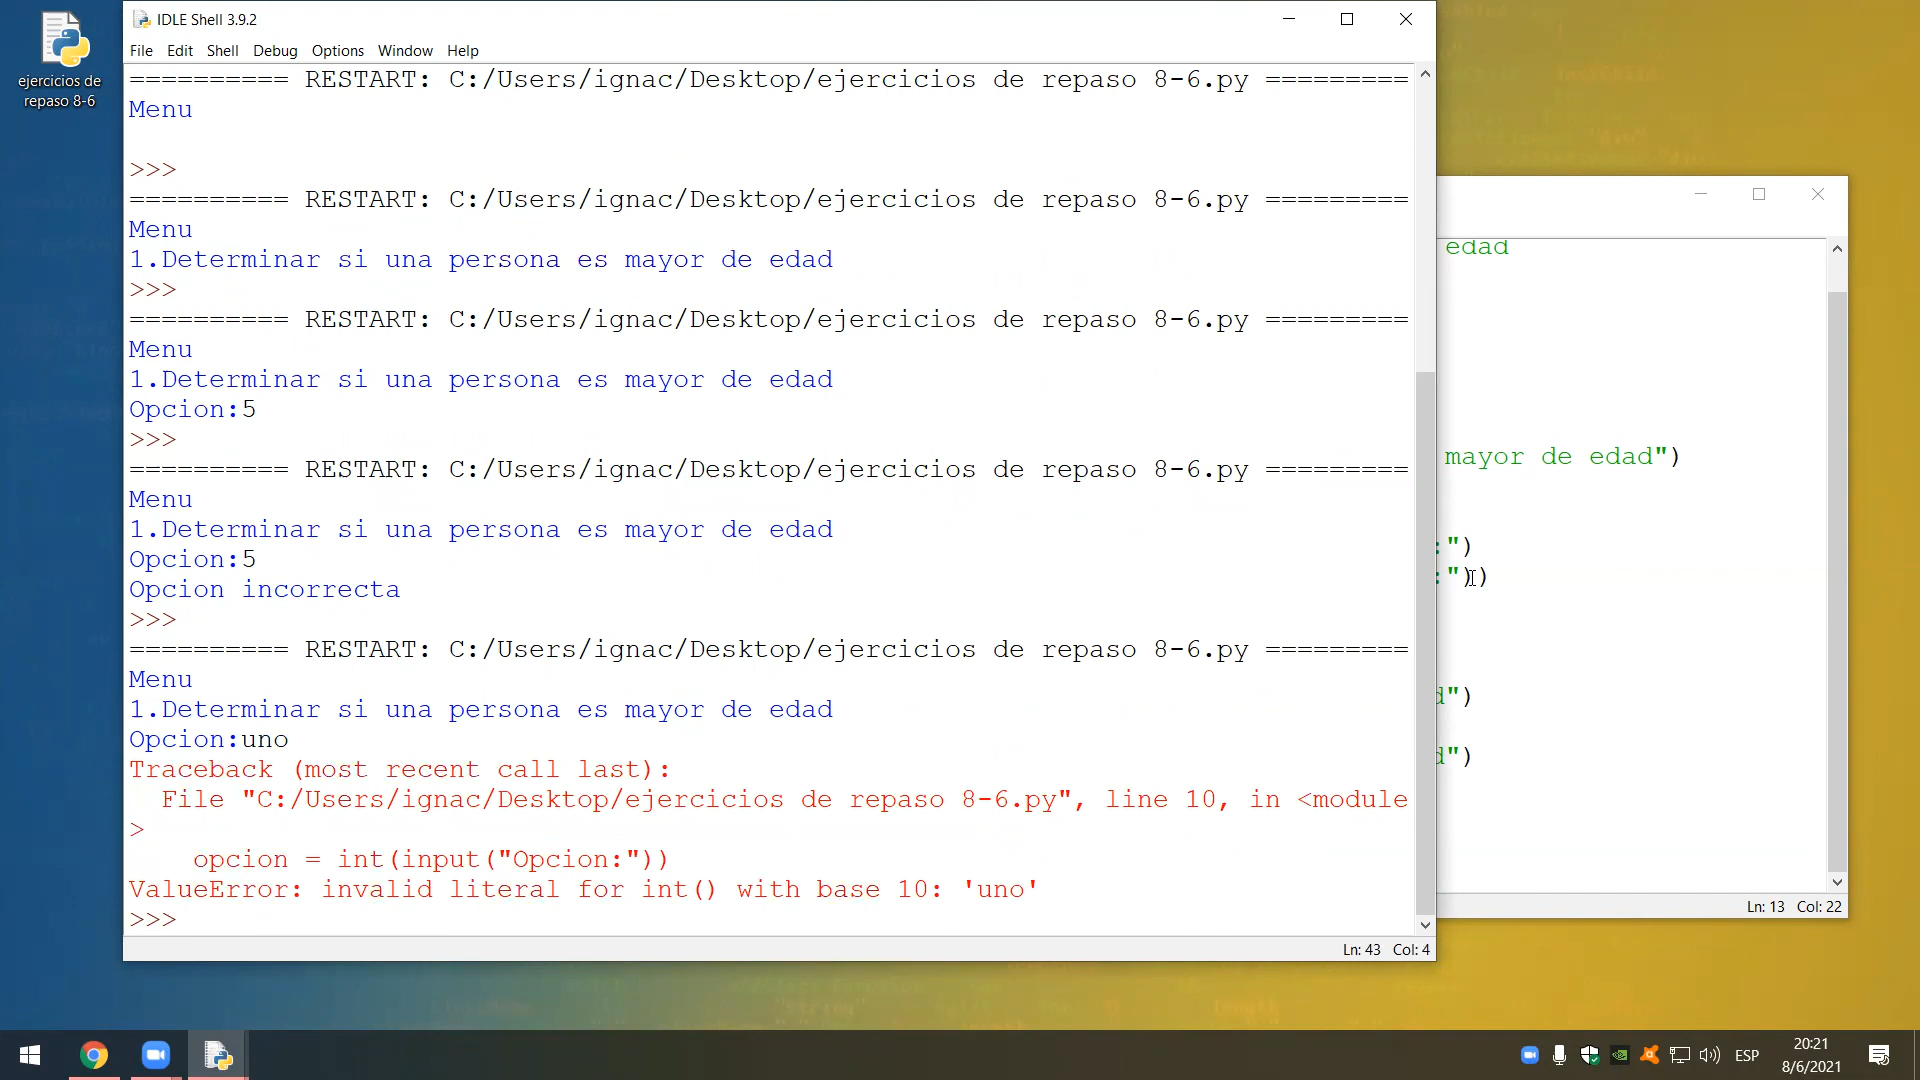 ejercicios de
repaso 8-6
IDLE Shell 3.9.2
File Edit Shell Debug Options Window Help
========== RESTART: C:/Users/ignac/Desktop/ejercicios de repaso 8-6.py =========
Menu
>>>
========== RESTART: C:/Users/ignac/Desktop/ejercicios de repaso 8-6.py =========
Menu
1.Determinar si una persona es mayor de edad
>>>
========== RESTART: C:/Users/ignac/Desktop/ejercicios de repaso 8-6.py =========
Menu
1.Determinar si una persona es mayor de edad
Opcion:5
>>>
========== RESTART: C:/Users/ignac/Desktop/ejercicios de repaso 8-6.py =========
Menu
1.Determinar si una persona es mayor de edad
Opcion:5
Opcion incorrecta
>>>
========== RESTART: C:/Users/ignac/Desktop/ejercicios de repaso 8-6.py =========
Menu
1.Determinar si una persona es mayor de edad
Opcion:uno
Traceback (most recent call last):
  File "C:/Users/ignac/Desktop/ejercicios de repaso 8-6.py", line 10, in <module
>
    opcion = int(input("Opcion:"))
ValueError: invalid literal for int() with base 10: 'uno'
>>>
Ln: 43 Col: 4
edad
mayor de edad")
:")
:"))
d")
d")
Ln: 13 Col: 22
ESP
20:21
8/6/2021